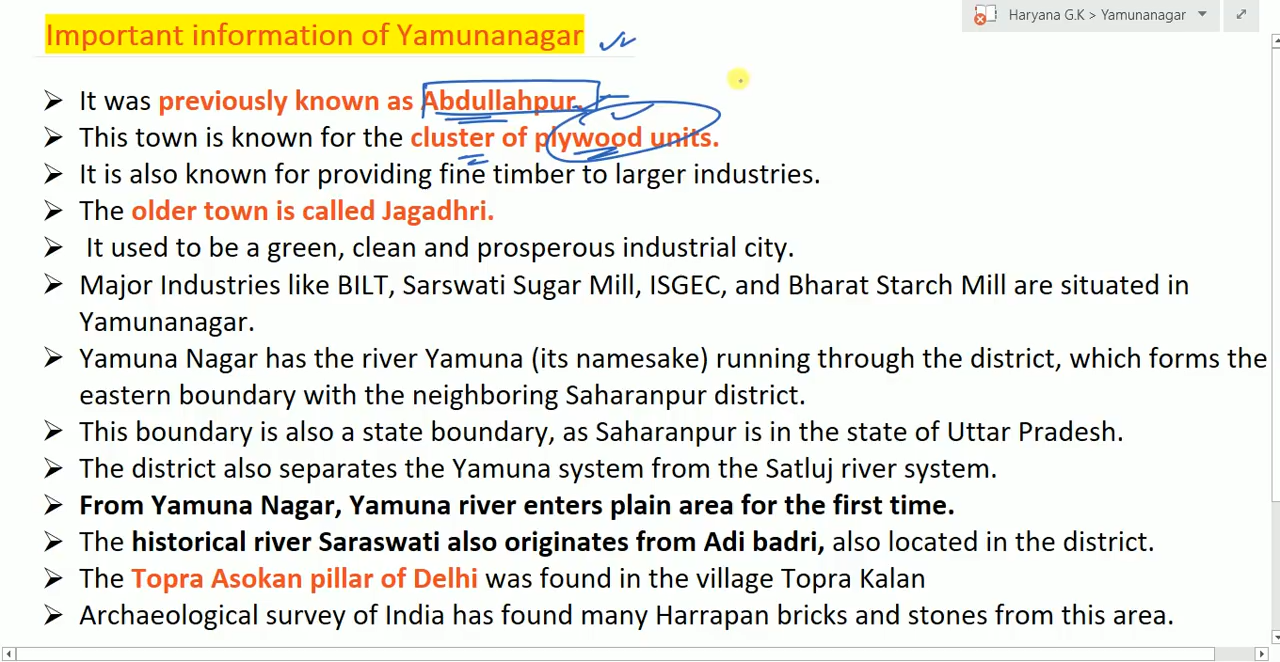 Haryana G.K > Yamunanagar
Important information of Yamunanagar
➢ It was previously known as Abdullahpur.
➢ This town is known for the cluster of plywood units.
➢ It is also known for providing fine timber to larger industries.
➢ The older town is called Jagadhri.
➢ It used to be a green, clean and prosperous industrial city.
➢ Major Industries like BILT, Sarswati Sugar Mill, ISGEC, and Bharat Starch Mill are situated in
Yamunanagar.
➢ Yamuna Nagar has the river Yamuna (its namesake) running through the district, which forms the
eastern boundary with the neighboring Saharanpur district.
➢ This boundary is also a state boundary, as Saharanpur is in the state of Uttar Pradesh.
➢ The district also separates the Yamuna system from the Satluj river system.
➢ From Yamuna Nagar, Yamuna river enters plain area for the first time.
➢ The historical river Saraswati also originates from Adi badri, also located in the district.
➢ The Topra Asokan pillar of Delhi was found in the village Topra Kalan
➢ Archaeological survey of India has found many Harrapan bricks and stones from this area.